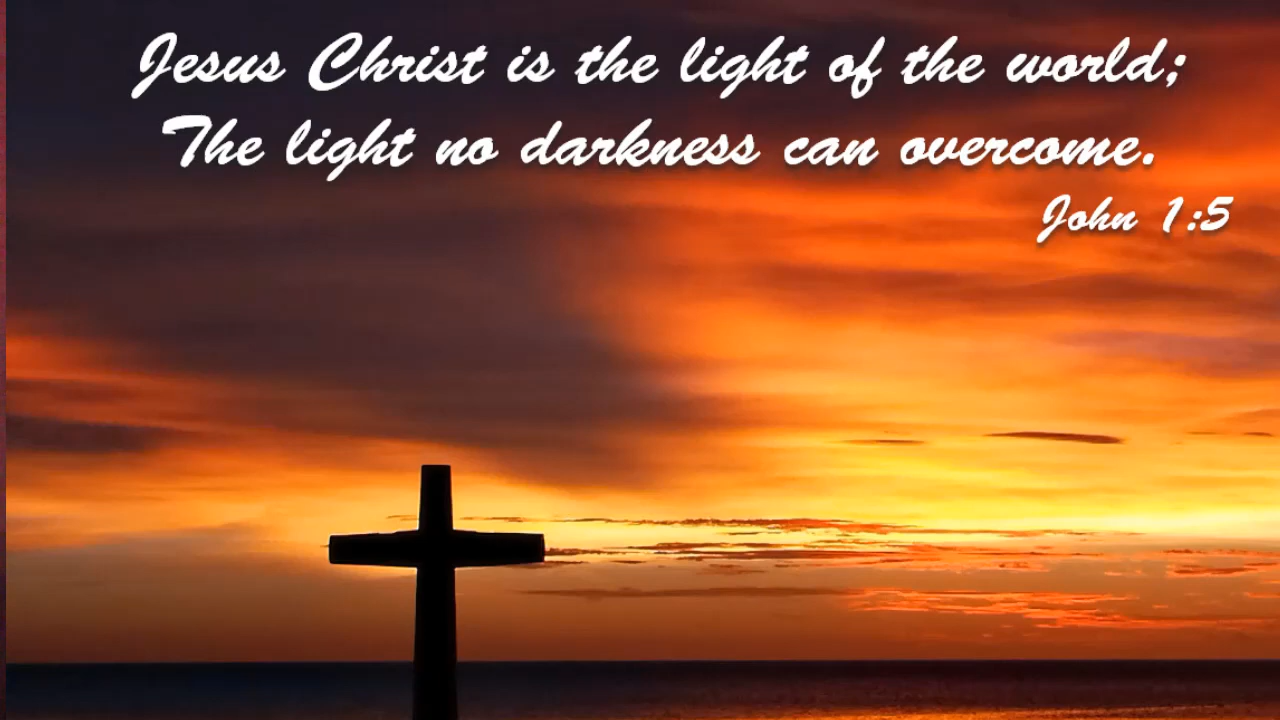 Jesus Christ is the light of the world;
The light no darkness can overcome.
John 1:5